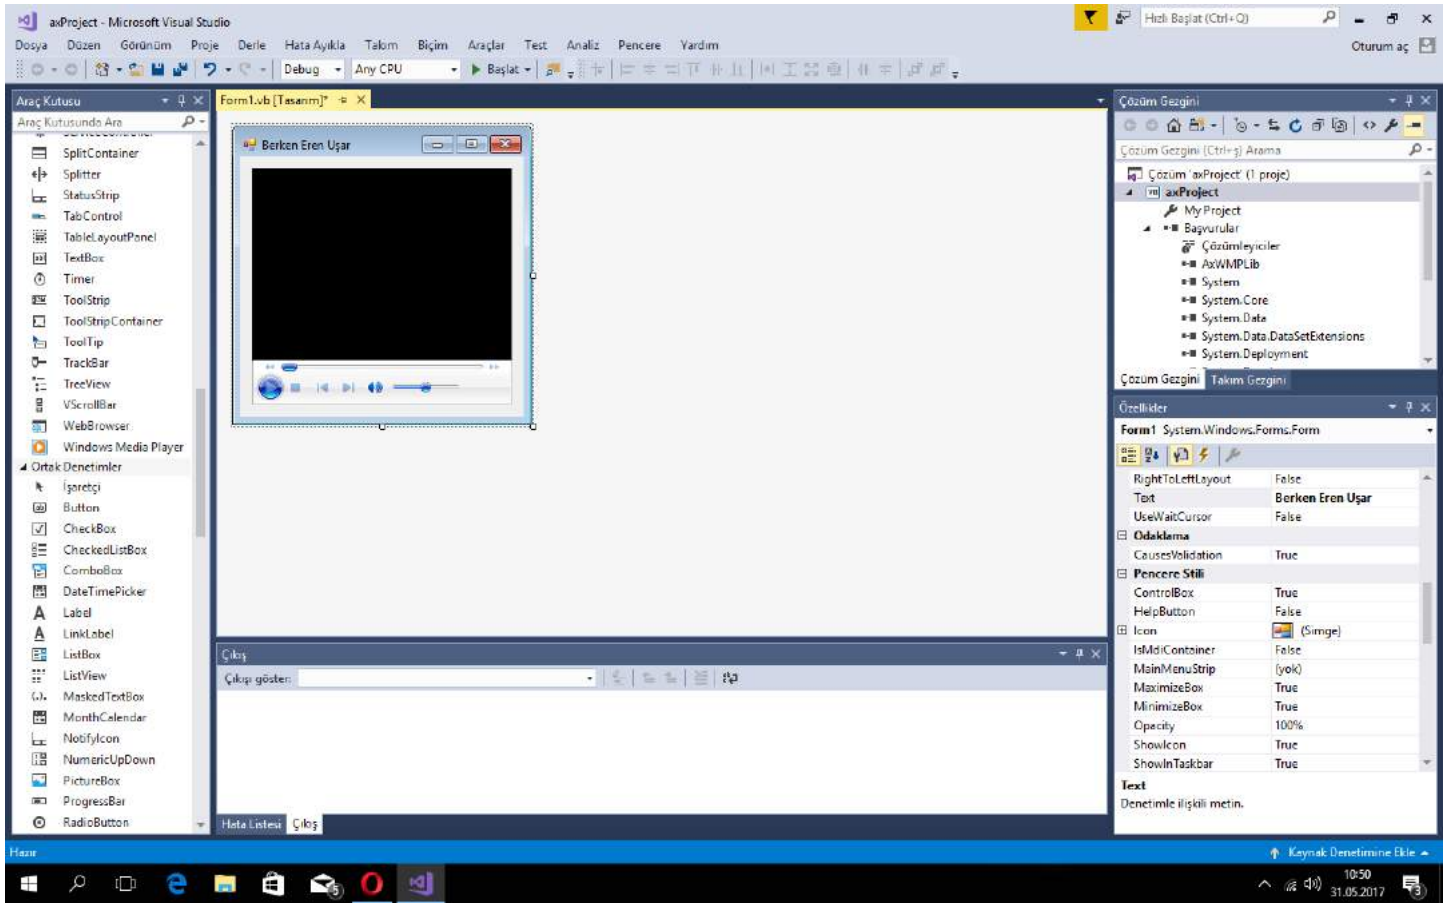 axProject - Microsoft Visual Studio
Hızlı Başlat (Ctrl+Q)
Dosya Düzen Görünüm Proje Derle Hata Ayıkla Takım Biçim Araçlar Test Analiz Pencere Yardım
Oturum aç
Debug Any CPU Başlat
Araç Kutusu
Araç Kutusunda Ara
SplitContainer
Splitter
StatusStrip
TabControl
TableLayoutPanel
TextBox
Timer
ToolStrip
ToolStripContainer
ToolTip
TrackBar
TreeView
VScrollBar
WebBrowser
Windows Media Player
Ortak Denetimler
İşaretçi
Button
CheckBox
CheckedListBox
ComboBox
DateTimePicker
Label
LinkLabel
ListBox
ListView
MaskedTextBox
MonthCalendar
NotifyIcon
NumericUpDown
PictureBox
ProgressBar
RadioButton
Form1.vb [Tasarım]*
Berken Eren Uşar
Çıkış
Çıkışı göster:
Hata Listesi Çıkış
Çözüm Gezgini
Çözüm Gezgini (Ctrl+ş) Arama
Çözüm 'axProject' (1 proje)
axProject
My Project
Başvurular
Çözümleyiciler
AxWMPLib
System
System.Core
System.Data
System.Data.DataSetExtensions
System.Deployment
Çözüm Gezgini Takım Gezgini
Özellikler
Form1 System.Windows.Forms.Form
RightToLeftLayout False
Text Berken Eren Uşar
UseWaitCursor False
Odaklama
CausesValidation True
Pencere Stili
ControlBox True
HelpButton False
Icon (Simge)
IsMdiContainer False
MainMenuStrip (yok)
MaximizeBox True
MinimizeBox True
Opacity 100%
ShowIcon True
ShowInTaskbar True
Text
Denetimle ilişkili metin.
Hazır
Kaynak Denetimine Ekle
5
10:50
31.05.2017
3